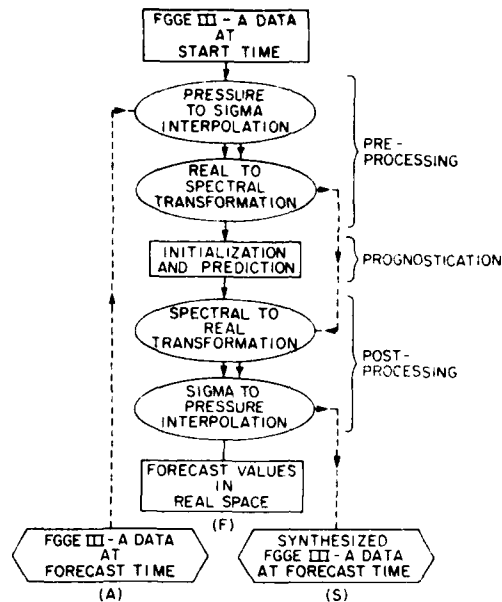 FGGE III - A DATA
AT
START TIME
PRESSURE
TO SIGMA
INTERPOLATION
PRE -
PROCESSING
REAL TO
SPECTRAL
TRANSFORMATION
INITIALIZATION
AND PREDICTION
PROGNOSTICATION
SPECTRAL TO
REAL
TRANSFORMATION
POST-
PROCESSING
SIGMA TO
PRESSURE
INTERPOLATION
FORECAST VALUES
IN
REAL SPACE
(F)
FGGE III - A DATA
AT
FORECAST TIME
(A)
SYNTHESIZED
FGGE III - A DATA
AT FORECAST TIME
(S)